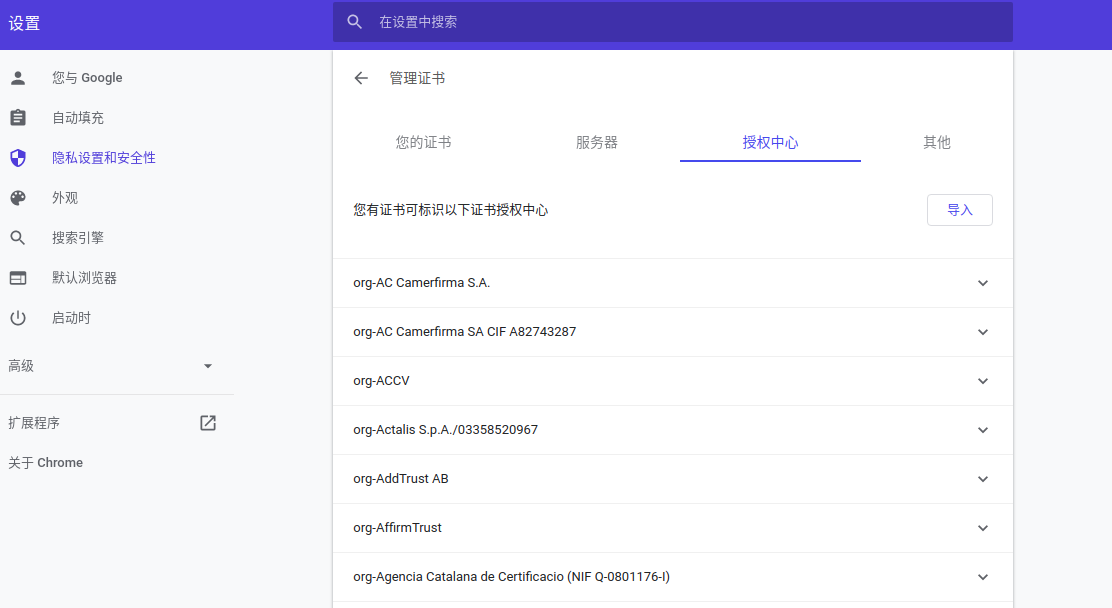 设置
在设置中搜索
您与 Google
自动填充
隐私设置和安全性
外观
搜索引擎
默认浏览器
启动时
高级
扩展程序
关于 Chrome
管理证书
您的证书
服务器
授权中心
其他
您有证书可标识以下证书授权中心
导入
org-AC Camerfirma S.A.
org-AC Camerfirma SA CIF A82743287
org-ACCV
org-Actalis S.p.A./03358520967
org-AddTrust AB
org-AffirmTrust
org-Agencia Catalana de Certificacio (NIF Q-0801176-I)